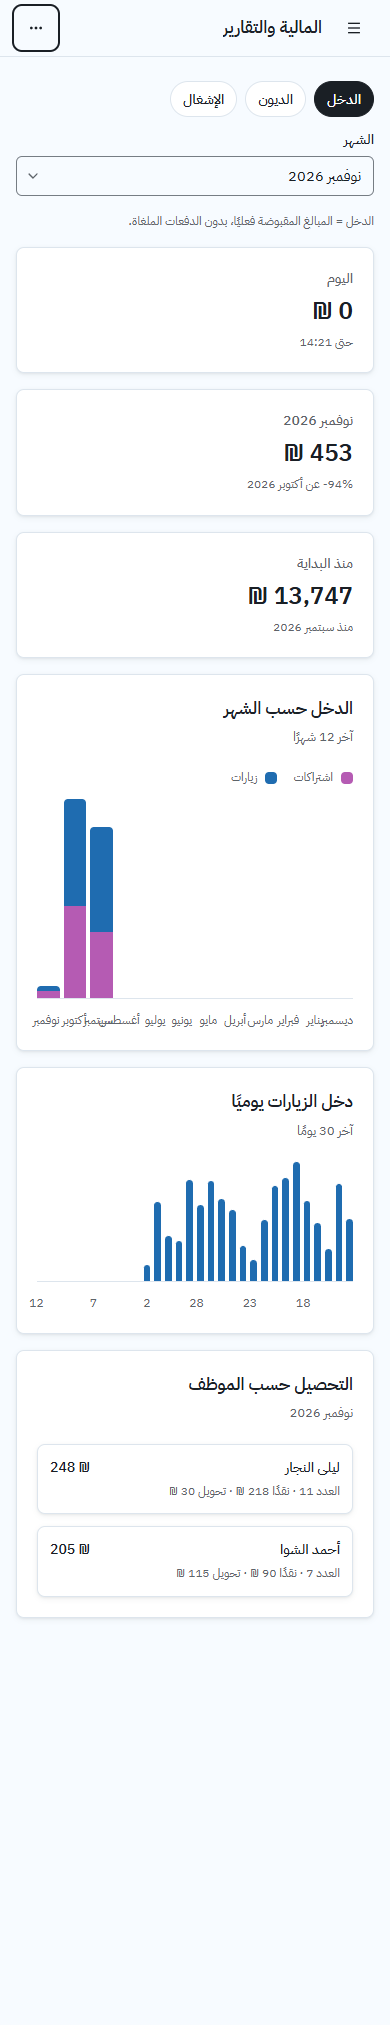 المالية والتقارير
الدخل
الديون
الإشغال
الشهر
نوفمبر 2026
الدخل = المبالغ المقبوضة فعليًا، بدون الدفعات الملغاة.
اليوم
0 ₪
حتى 14:21
نوفمبر 2026
453 ₪
-94% عن أكتوبر 2026
منذ البداية
13,747 ₪
منذ سبتمبر 2026
الدخل حسب الشهر
آخر 12 شهرًا
اشتراكات
زيارات
ديسمبر يناير فبراير مارس أبريل مايو يونيو يوليو أغسطس سبتمبر أكتوبر نوفمبر
دخل الزيارات يوميًا
آخر 30 يومًا
18 23 28 2 7 12
التحصيل حسب الموظف
نوفمبر 2026
ليلى النجار
248 ₪
العدد 11 · نقدًا 218 ₪ · تحويل 30 ₪
أحمد الشوا
205 ₪
العدد 7 · نقدًا 90 ₪ · تحويل 115 ₪